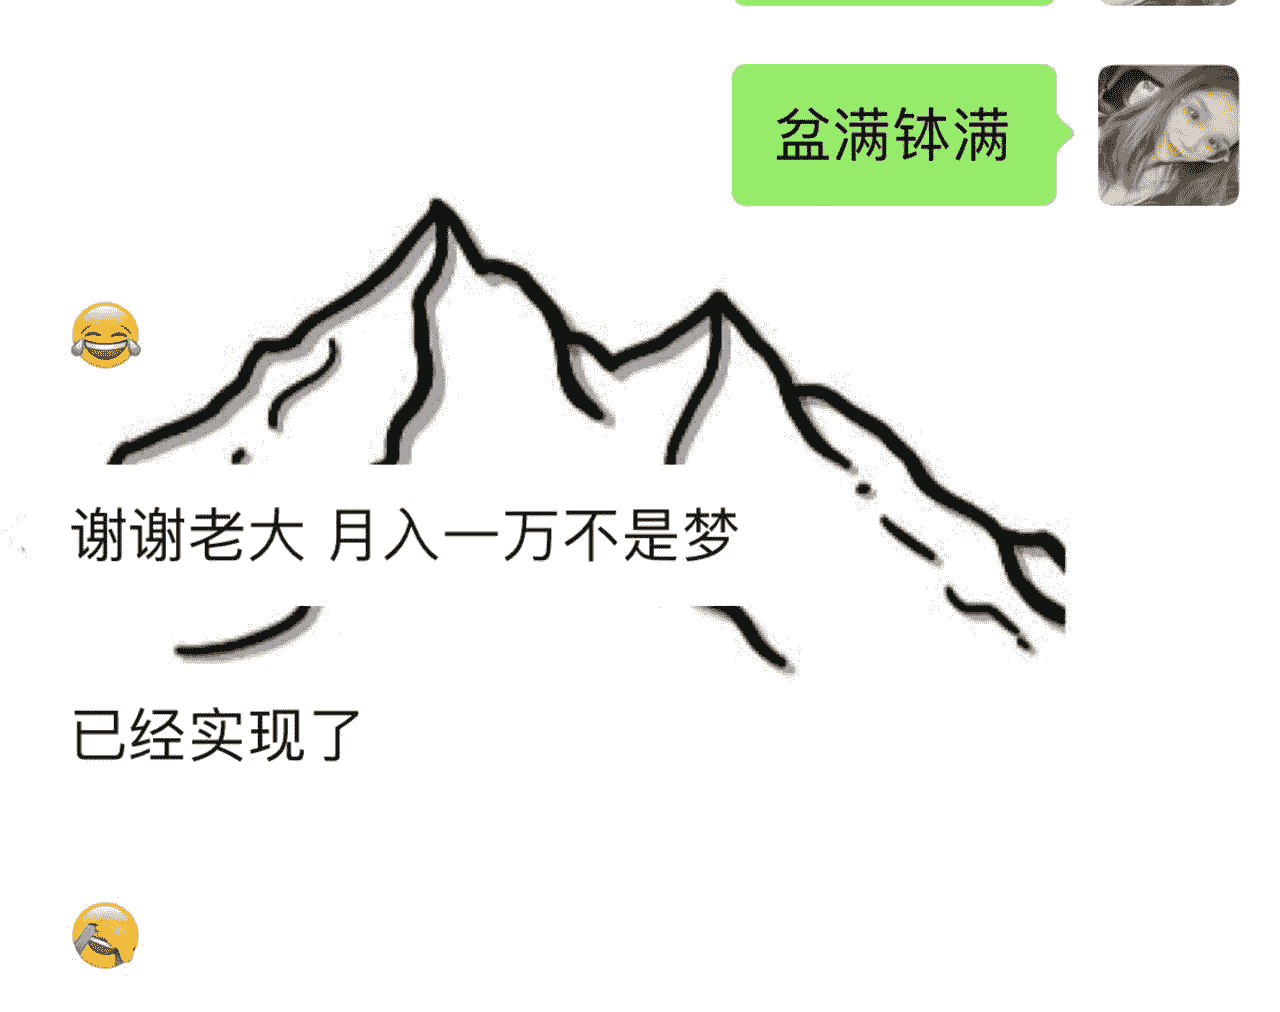 盆满钵满
😂
谢谢老大 月入一万不是梦
已经实现了
🤣